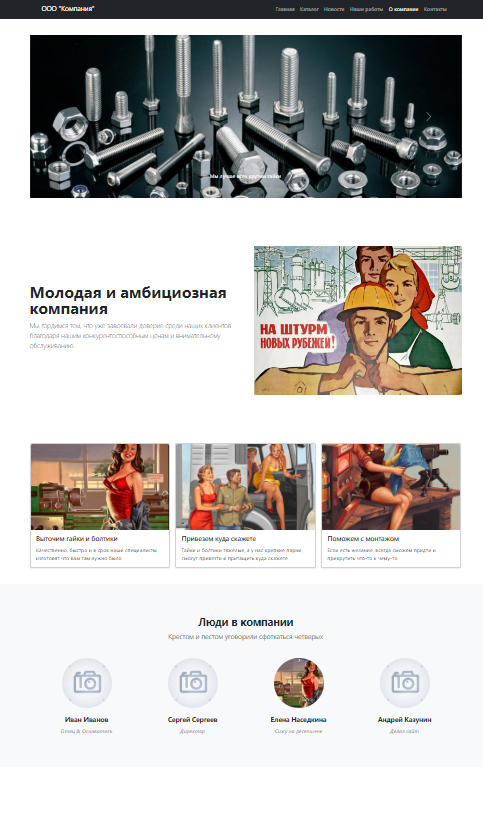 ООО "Компания"
Главная Каталог Новости Наши работы О компании Контакты
Мы лучше всех крутим гайки
Молодая и амбициозная
компания
Мы гордимся тем, что уже завоевали доверие среди наших клиентов
благодаря нашим конкурентоспособным ценам и внимательному
обслуживанию.
НА ШТУРМ
НОВЫХ РУБЕЖЕЙ!
Выточим гайки и болтики
Качественно, быстро и в срок наши специалисты
изготовят что вам там нужно было
Привезем куда скажете
Гайки и болтики тяжёлые, а у нас крепкие парни,
смогут привезти и притащить куда скажете
Поможем с монтажом
Если есть желание, всегда сможем придти и
прикрутить что-то к чему-то
Люди в компании
Крестом и пестом уговорили сфоткаться четверых
Иван Иванов
Отец & Основатель
Сергей Сергеев
Директор
Елена Наседкина
Сижу на ресепшене
Андрей Казунин
Делал сайт